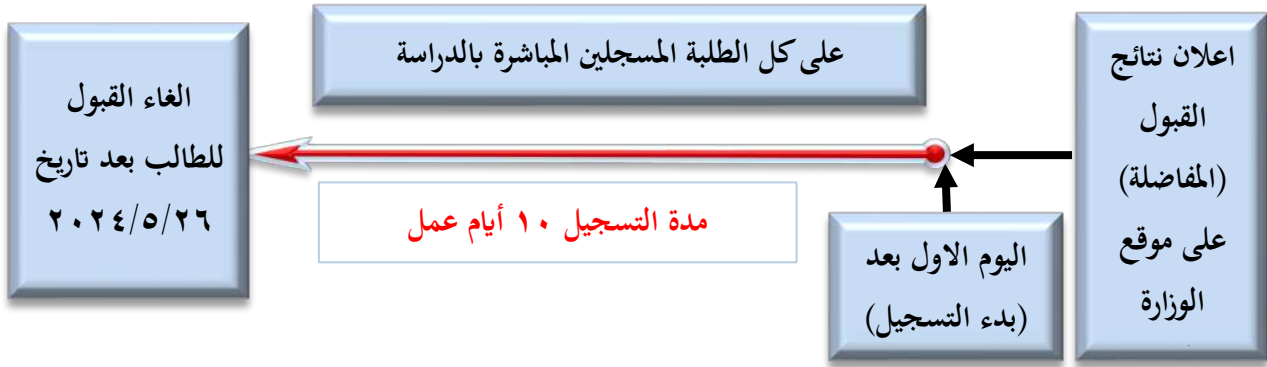 اعلان نتائج
القبول
(المفاضلة)
على موقع
الوزارة
اليوم الاول بعد
(بدء التسجيل)
على كل الطلبة المسجلين المباشرة بالدراسة
مدة التسجيل ١٠ أيام عمل
الغاء القبول
للطالب بعد تاريخ
٢٠٢٤/٥/٢٦